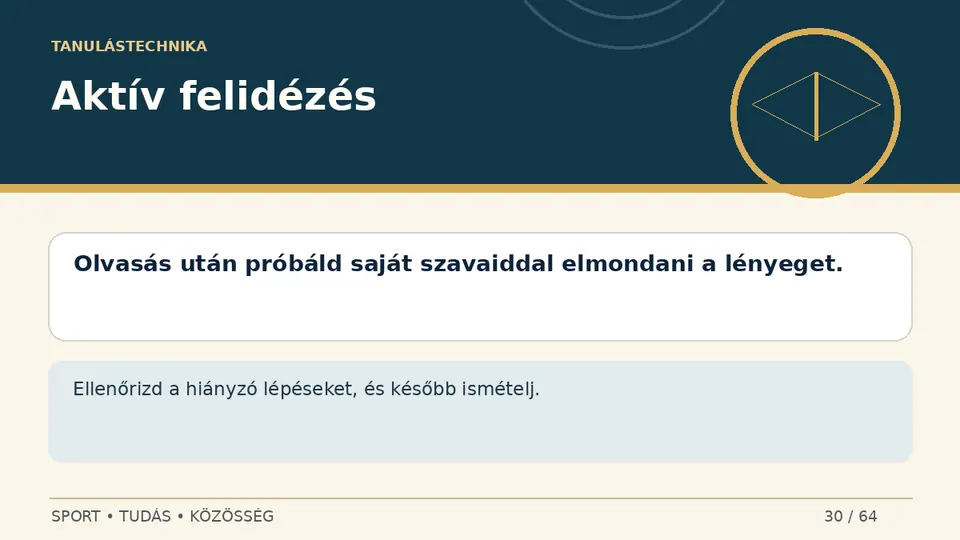 TANULÁSTECHNIKA
Aktív felidézés
Olvasás után próbáld saját szavaiddal elmondani a lényeget.
Ellenőrizd a hiányzó lépéseket, és később ismételj.
SPORT • TUDÁS • KÖZÖSSÉG
30 / 64